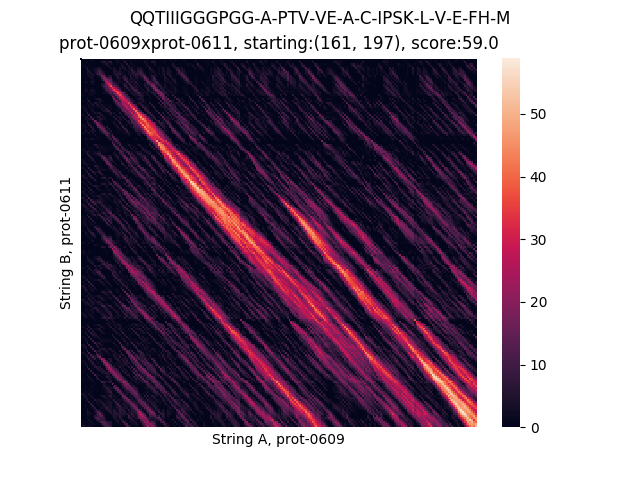 QQTIIIGGGPGG-A-PTV-VE-A-C-IPSK-L-V-E-FH-M
prot-0609xprot-0611, starting:(161, 197), score:59.0
String B, prot-0611
String A, prot-0609
50
40
30
20
10
0